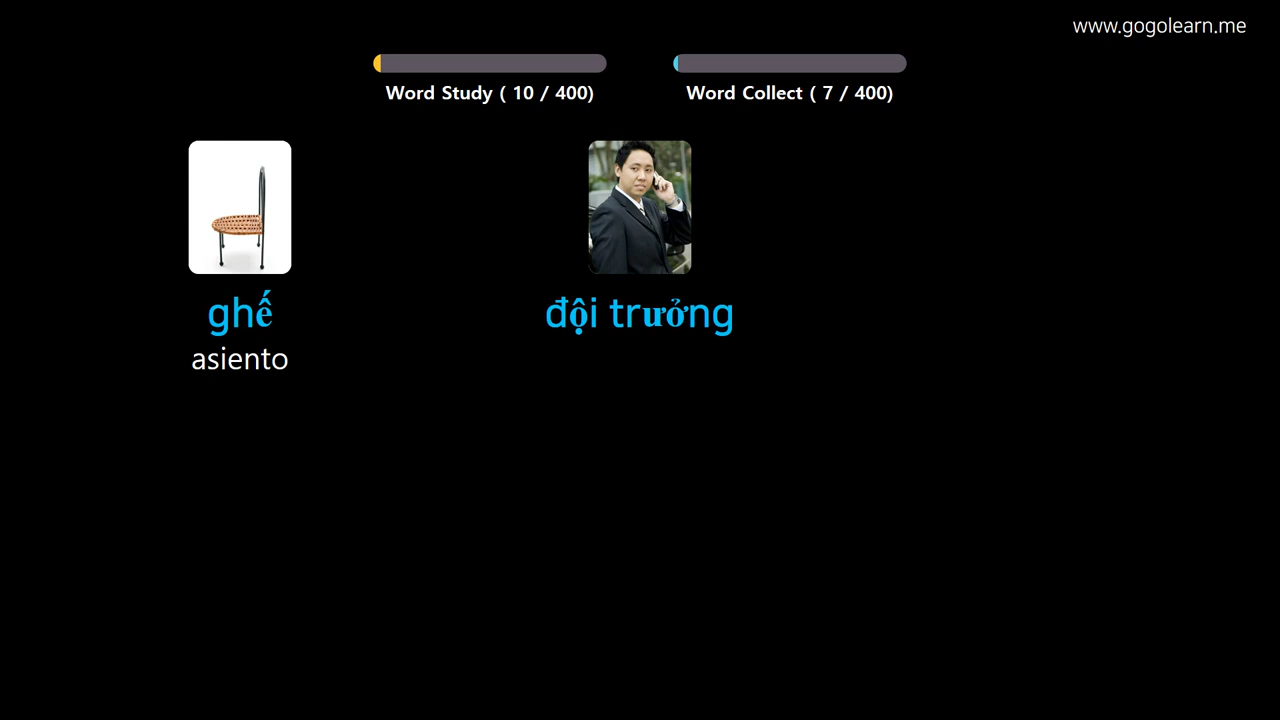 www.gogolearn.me
Word Study ( 10 / 400)
Word Collect ( 7 / 400)
ghế
asiento
đội trưởng